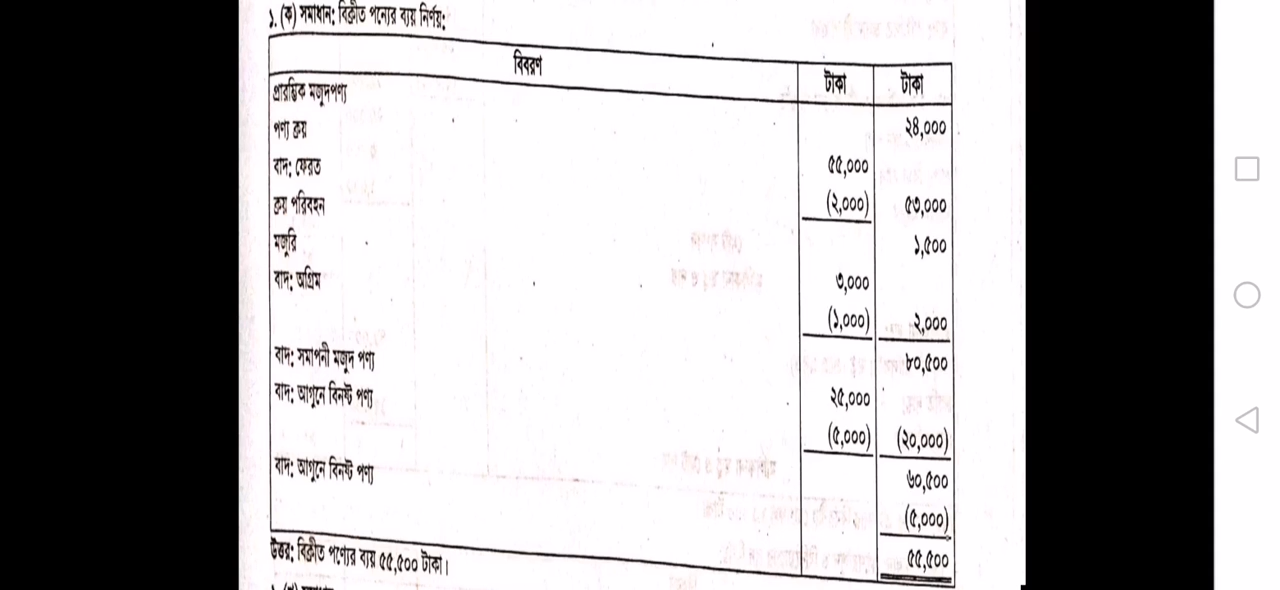 ১. (ক) সমাধান: বিক্রীত পন্যের ব্যয় নির্ণয়:
বিবরণ টাকা টাকা
প্রারম্ভিক মজুদপণ্য ২৪,০০০
পণ্য ক্রয় ৫৫,০০০
বাদ: ফেরত (২,০০০) ৫৩,০০০
ক্রয় পরিবহন ১,৫০০
মজুরি ৩,০০০
বাদ: অগ্রিম (১,০০০) ২,০০০
৮০,৫০০
বাদ: সমাপনী মজুদ পণ্য ২৫,০০০
বাদ: আগুনে বিনষ্ট পণ্য (৫,০০০) (২০,০০০)
৬০,৫০০
বাদ: আগুনে বিনষ্ট পণ্য (৫,০০০)
৫৫,৫০০
উত্তর: বিক্রীত পণ্যের ব্যয় ৫৫,৫০০ টাকা।